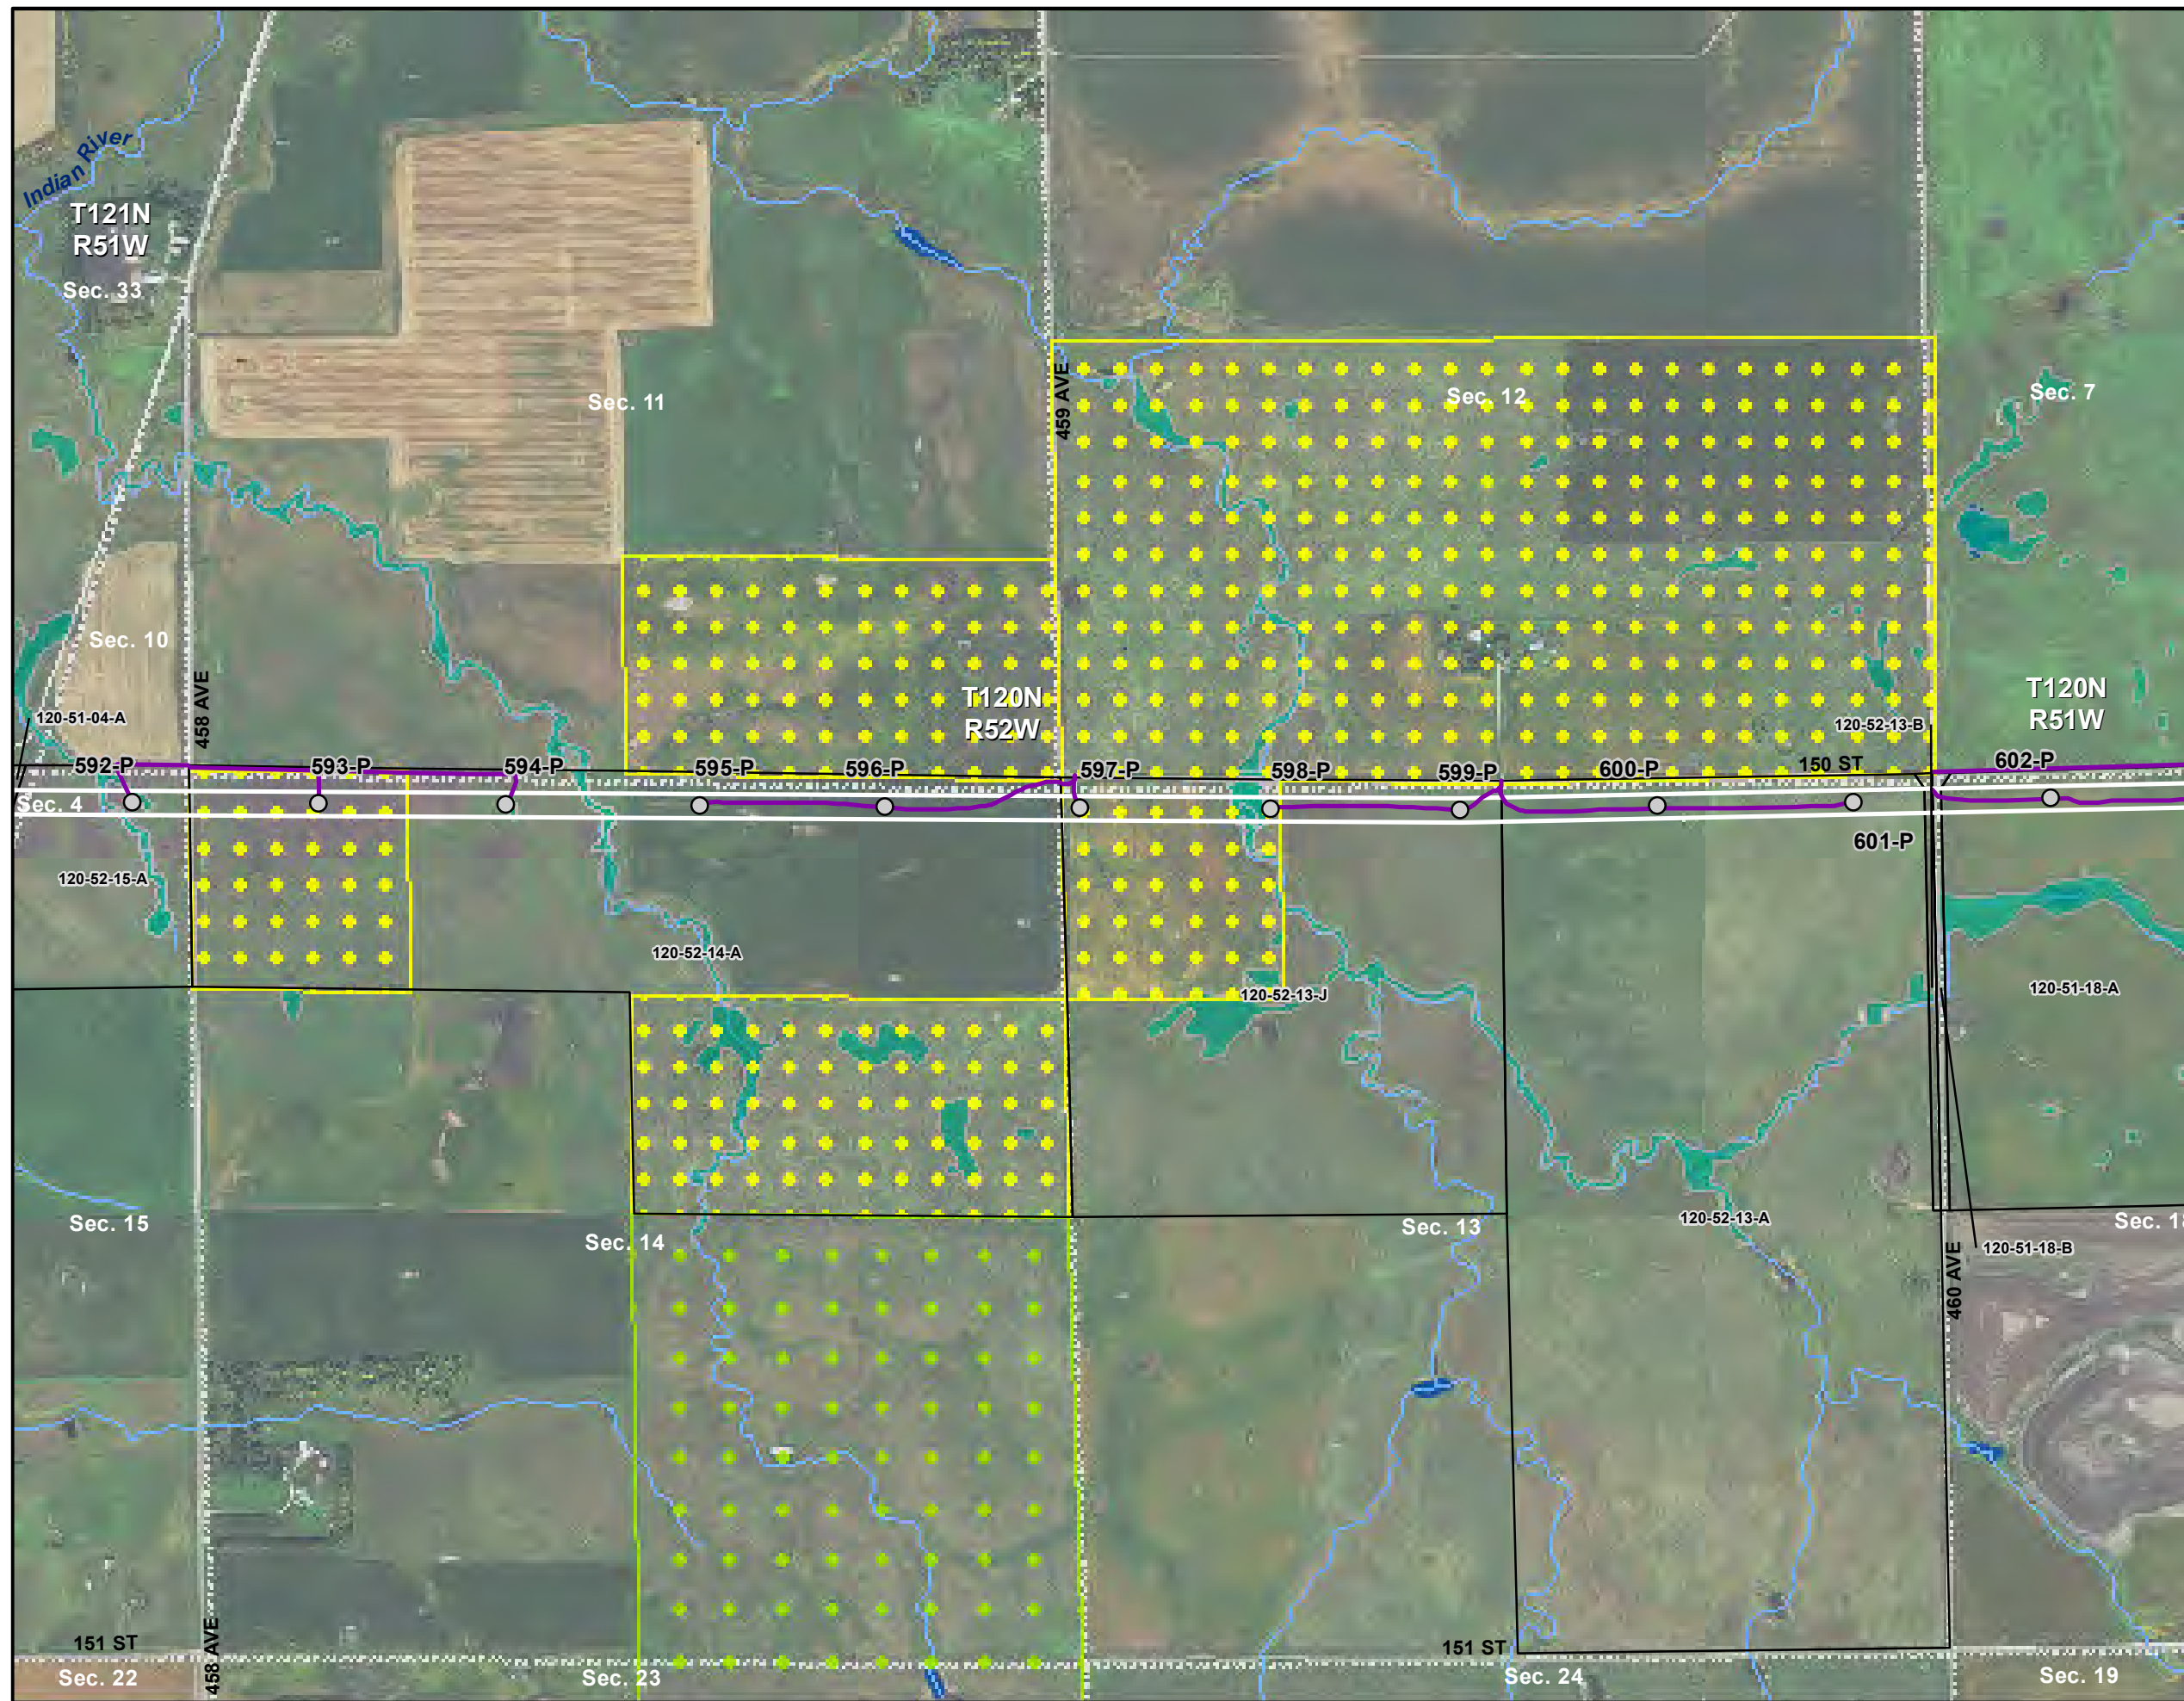 Indian River
T121N
R51W
Sec. 33
Sec. 11
459 AVE
Sec. 12
Sec. 7
Sec. 10
458 AVE
120-51-04-A
T120N
R52W
T120N
R51W
120-52-13-B
592-P
593-P
594-P
595-P
596-P
597-P
598-P
599-P
600-P
150 ST
602-P
Sec. 4
601-P
120-52-15-A
120-52-14-A
120-52-13-J
120-51-18-A
Sec. 15
Sec. 14
Sec. 13
120-52-13-A
Sec. 18
120-51-18-B
460 AVE
151 ST
458 AVE
151 ST
Sec. 22
Sec. 23
Sec. 24
Sec. 19